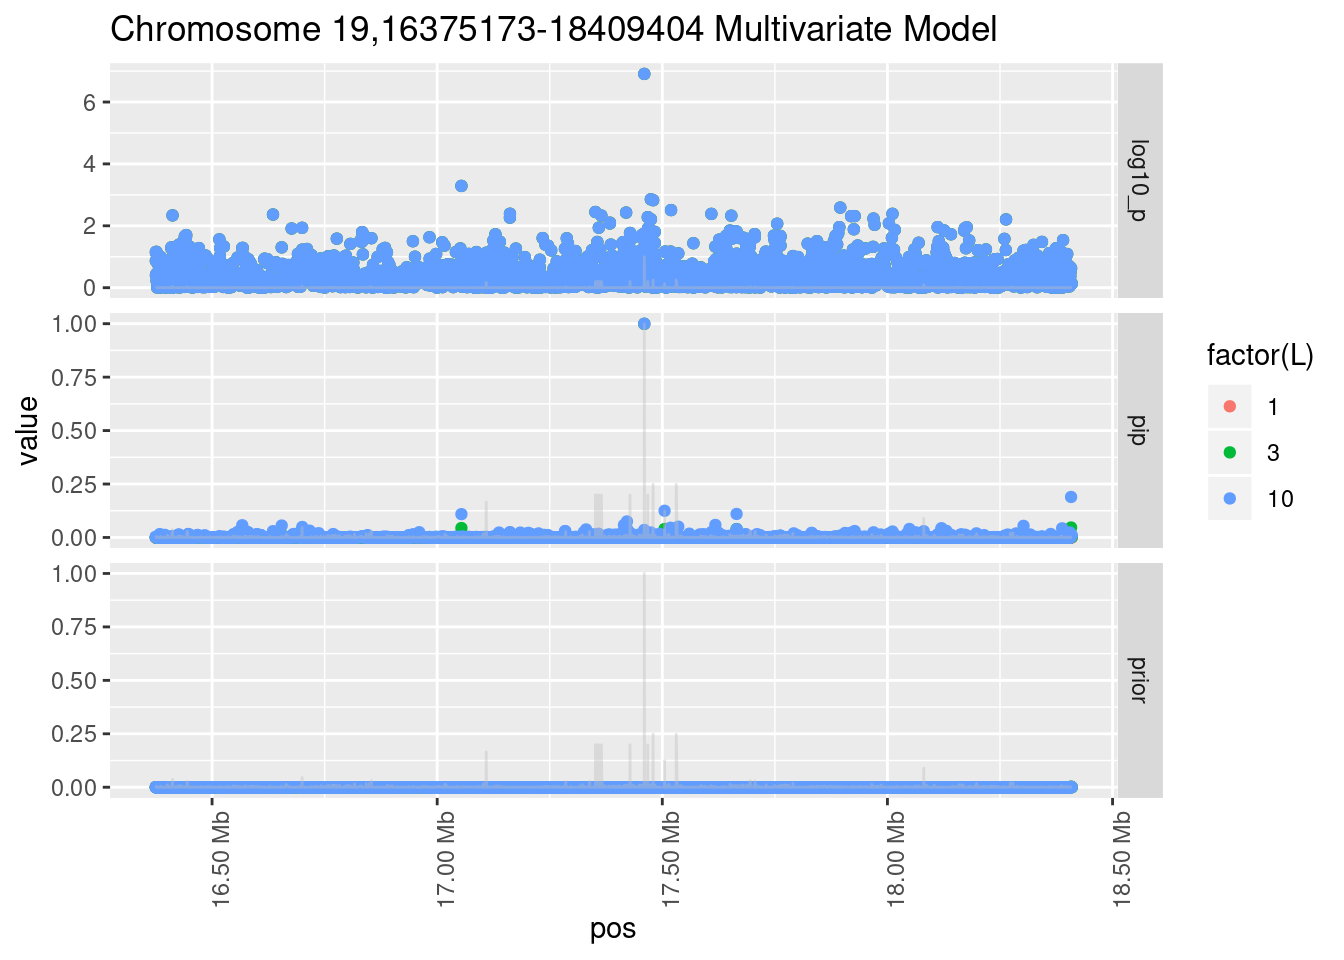 Chromosome 19,16375173-18409404 Multivariate Model
6
4
2
0
log10_p
1.00
0.75
0.50
0.25
0.00
pip
1.00
0.75
0.50
0.25
0.00
prior
value
16.50 Mb
17.00 Mb
17.50 Mb
18.00 Mb
18.50 Mb
pos
factor(L)
1
3
10